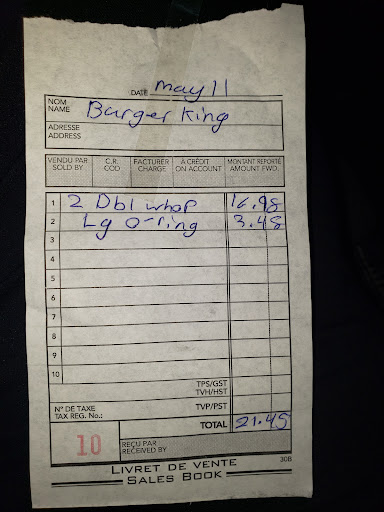 DATE May 11
NOM
NAME Burger King
ADRESSE
ADDRESS
VENDU PAR
SOLD BY
C.R.
COD
FACTURER
CHARGE
A CRÉDIT
ON ACCOUNT
MONTANT REPORTÉ
AMOUNT FWD.
1 2 Dbl whop 16.98
2 Lg o-ring 3.48
3
4
5
6
7
8
9
10
TPS/GST
TVH/HST
N° DE TAXE
TAX REG. No.:
TVP/PST
TOTAL 21.45
10
REÇU PAR
RECEIVED BY
LIVRET DE VENTE
SALES BOOK
30B